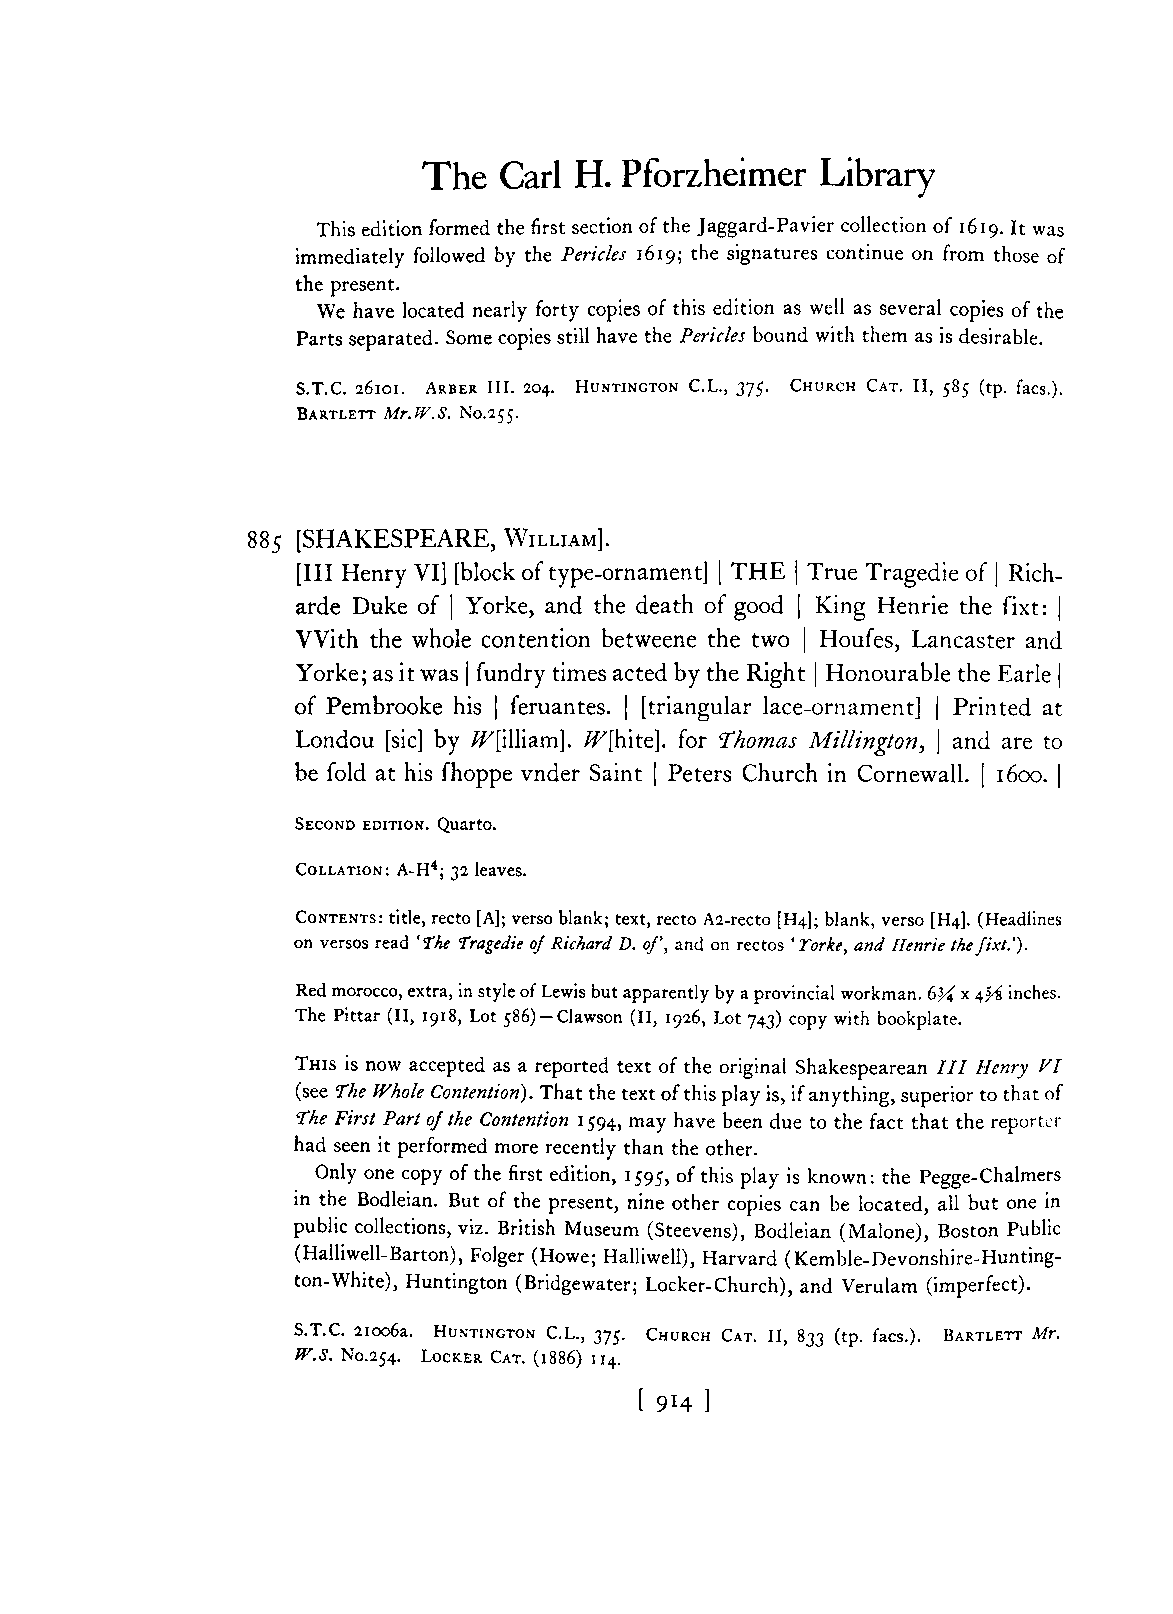 The Carl H. Pforzheimer Library
This edition formed the first section of the Jaggard-Pavier collection of 1619. It was
immediately followed by the Pericles 1619; the signatures continue on from those of
the present.
We have located nearly forty copies of this edition as well as several copies of the
Parts separated. Some copies still have the Pericles bound with them as is desirable.
S.T.C. 26101. ARBER III. 204. HUNTINGTON C.L., 375. CHURCH CAT. II, 585 (tp. facs.).
BARTLETT Mr.W.S. No.255.
885 [SHAKESPEARE, WILLIAM].
[III Henry VI] [block of type-ornament] | THE | True Tragedie of | Rich-
arde Duke of | Yorke, and the death of good | King Henrie the ſixt: |
VVith the whole contention betweene the two | Houſes, Lancaster and
Yorke; as it was | ſundry times acted by the Right | Honourable the Earle |
of Pembrooke his | ſeruantes. | [triangular lace-ornament] | Printed at
Londou [sic] by W[illiam]. W[hite]. for Thomas Millington, | and are to
be ſold at his ſhoppe vnder Saint | Peters Church in Cornewall. | 1600. |
SECOND EDITION. Quarto.
COLLATION: A-H⁴; 32 leaves.
CONTENTS: title, recto [A]; verso blank; text, recto A2-recto [H4]; blank, verso [H4]. (Headlines
on versos read 'The Tragedie of Richard D. of', and on rectos 'Yorke, and Henrie the ſixt.').
Red morocco, extra, in style of Lewis but apparently by a provincial workman. 6¾ x 4⅝ inches.
The Pittar (II, 1918, Lot 586)—Clawson (II, 1926, Lot 743) copy with bookplate.
THIS is now accepted as a reported text of the original Shakespearean III Henry VI
(see The Whole Contention). That the text of this play is, if anything, superior to that of
The First Part of the Contention 1594, may have been due to the fact that the reporter
had seen it performed more recently than the other.
Only one copy of the first edition, 1595, of this play is known: the Pegge-Chalmers
in the Bodleian. But of the present, nine other copies can be located, all but one in
public collections, viz. British Museum (Steevens), Bodleian (Malone), Boston Public
(Halliwell-Barton), Folger (Howe; Halliwell), Harvard (Kemble-Devonshire-Hunting-
ton-White), Huntington (Bridgewater; Locker-Church), and Verulam (imperfect).
S.T.C. 21006a. HUNTINGTON C.L., 375. CHURCH CAT. II, 833 (tp. facs.). BARTLETT Mr.
W.S. No.254. LOCKER CAT. (1886) 114.
[ 914 ]